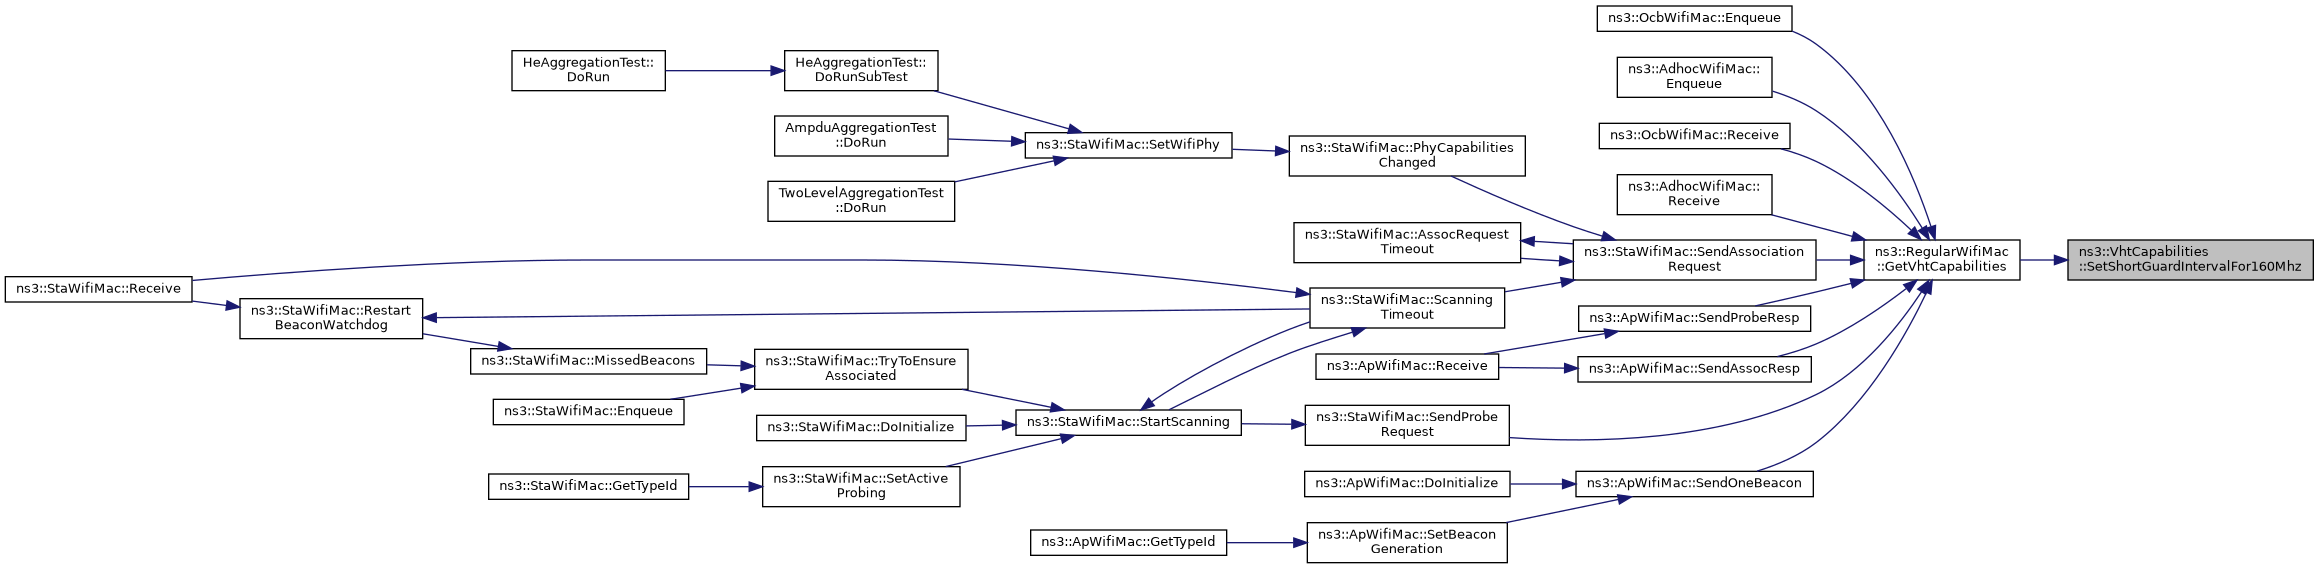 ns3::OcbWifiMac::Enqueue
HeAggregationTest::
DoRun
HeAggregationTest::
DoRunSubTest
ns3::AdhocWifiMac::
Enqueue
AmpduAggregationTest
::DoRun
ns3::StaWifiMac::SetWifiPhy
ns3::StaWifiMac::PhyCapabilities
Changed
ns3::OcbWifiMac::Receive
TwoLevelAggregationTest
::DoRun
ns3::AdhocWifiMac::
Receive
ns3::StaWifiMac::AssocRequest
Timeout
ns3::StaWifiMac::SendAssociation
Request
ns3::RegularWifiMac
::GetVhtCapabilities
ns3::VhtCapabilities
::SetShortGuardIntervalFor160Mhz
ns3::StaWifiMac::Receive
ns3::StaWifiMac::Restart
BeaconWatchdog
ns3::StaWifiMac::Scanning
Timeout
ns3::ApWifiMac::SendProbeResp
ns3::StaWifiMac::MissedBeacons
ns3::StaWifiMac::TryToEnsure
Associated
ns3::ApWifiMac::Receive
ns3::ApWifiMac::SendAssocResp
ns3::StaWifiMac::Enqueue
ns3::StaWifiMac::DoInitialize
ns3::StaWifiMac::StartScanning
ns3::StaWifiMac::SendProbe
Request
ns3::StaWifiMac::GetTypeId
ns3::StaWifiMac::SetActive
Probing
ns3::ApWifiMac::DoInitialize
ns3::ApWifiMac::SendOneBeacon
ns3::ApWifiMac::GetTypeId
ns3::ApWifiMac::SetBeacon
Generation